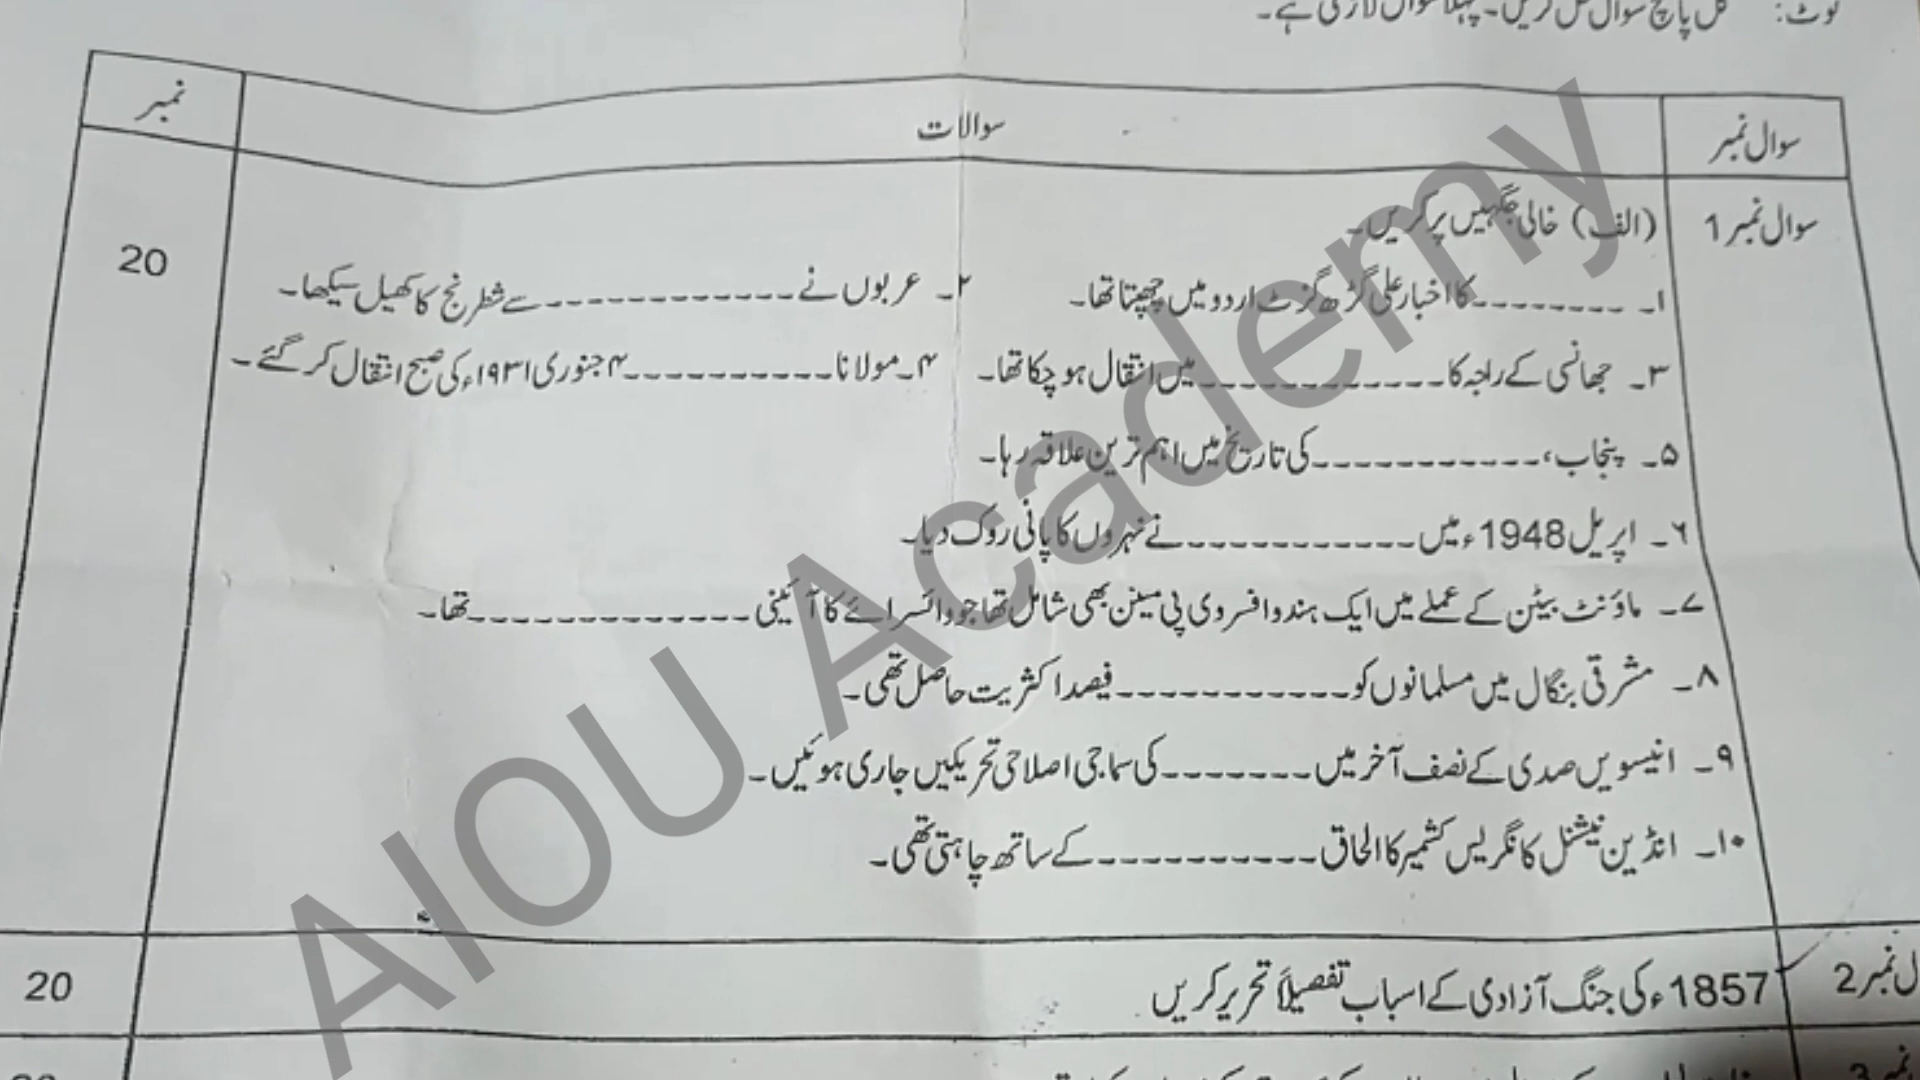 نوٹ: کل پانچ سوال حل کریں۔ پہلا سوال لازمی ہے۔
سوال نمبر سوالات نمبر
سوال نمبر 1 (الف) خالی جگہیں پر کریں۔ 20
۱۔ --------کا اخبار علی گڑھ گزٹ اردو میں چھپتا تھا۔ ۲۔ عربوں نے -------------سے شطرنج کا کھیل سیکھا۔
۳۔ جھانسی کے راجہ کا-------------میں انتقال ہو چکا تھا۔ ۴۔ مولانا-----------۴ جنوری ۱۹۳۱ء کی صبح انتقال کر گئے۔
۵۔ پنجاب، ------------کی تاریخ میں اہم ترین علاقہ رہا۔
۶۔ اپریل 1948ء میں ------------نے نہروں کا پانی روک دیا۔
۷۔ ماؤنٹ بیٹن کے عملے میں ایک ہندو افسر وی پی مینن بھی شامل تھا جو وائسرائے کا آئینی --------------تھا۔
۸۔ مشرقی بنگال میں مسلمانوں کو------------فیصد اکثریت حاصل تھی۔
۹۔ انیسویں صدی کے نصف آخر میں -------کی سماجی اصلاحی تحریکیں جاری ہوئیں۔
۱۰۔ انڈین نیشنل کانگریس کشمیر کا الحاق -----------کے ساتھ چاہتی تھی۔
نمبر 2 1857ء کی جنگ آزادی کے اسباب تفصیلاً تحریر کریں 20
AIOU Academy